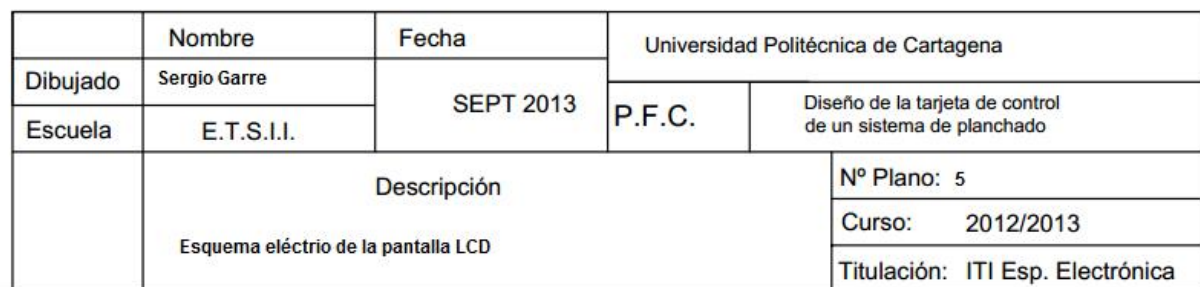 Nombre
Fecha
Universidad Politécnica de Cartagena
Dibujado
Sergio Garre
SEPT 2013
P.F.C.
Diseño de la tarjeta de control
de un sistema de planchado
Escuela
E.T.S.I.I.
Descripción
Nº Plano: 5
Esquema eléctrio de la pantalla LCD
Curso: 2012/2013
Titulación: ITI Esp. Electrónica